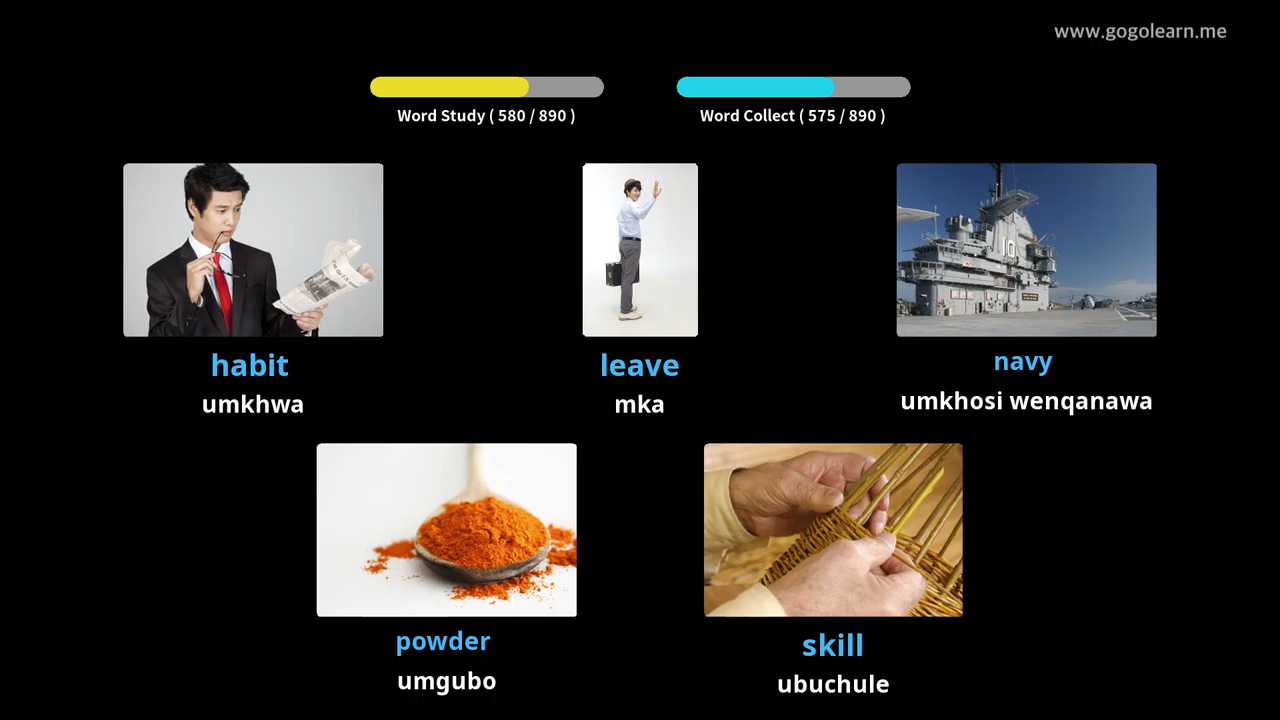 www.gogolearn.me
Word Study ( 580 / 890 )
Word Collect ( 575 / 890 )
10
habit
umkhwa
leave
mka
navy
umkhosi wenqanawa
powder
umgubo
skill
ubuchule